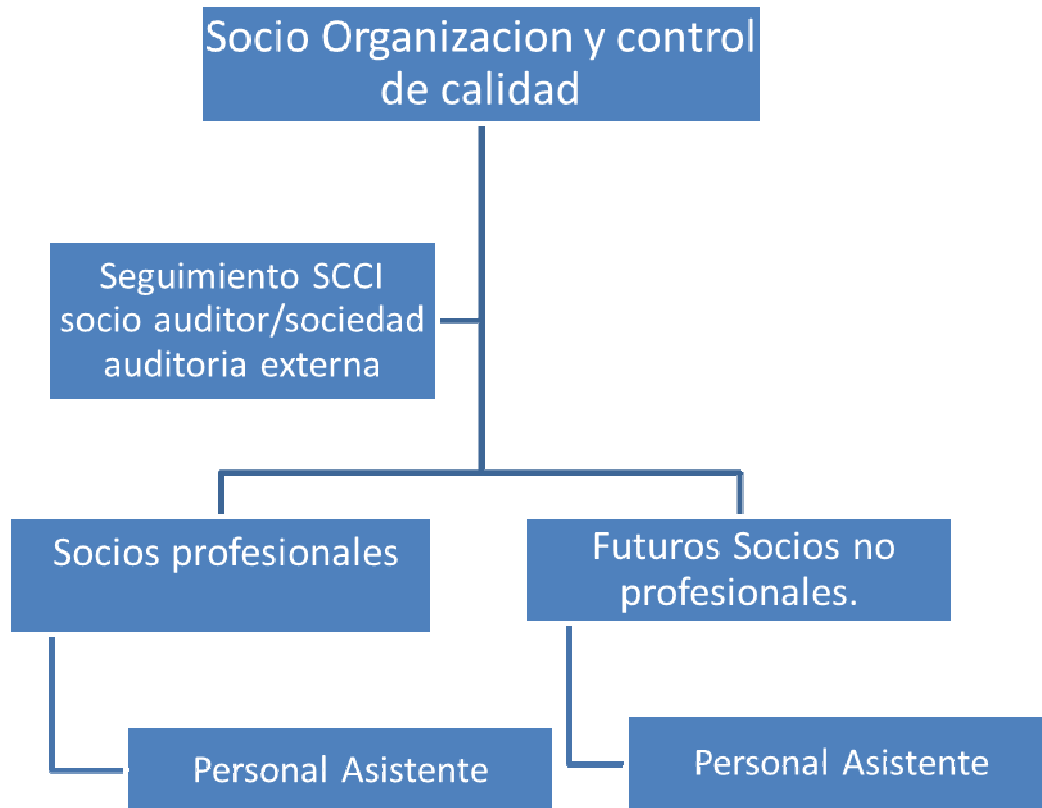 Socio Organizacion y control
de calidad
Seguimiento SCCI
socio auditor/sociedad
auditoria externa
Socios profesionales
Futuros Socios no
profesionales.
Personal Asistente
Personal Asistente